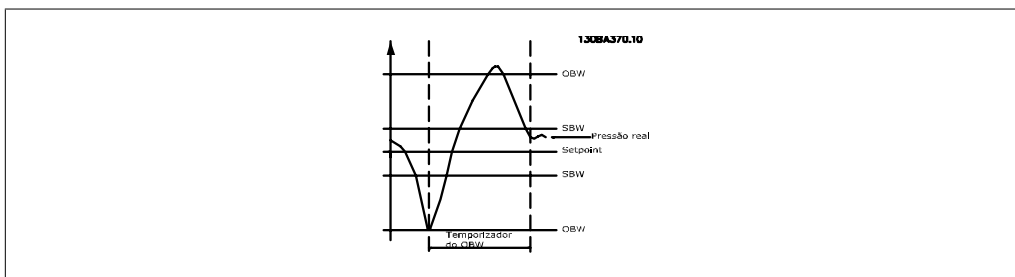 130BA370.10
OBW
SBW
Pressão real
Setpoint
SBW
OBW
Temporizador
do OBW